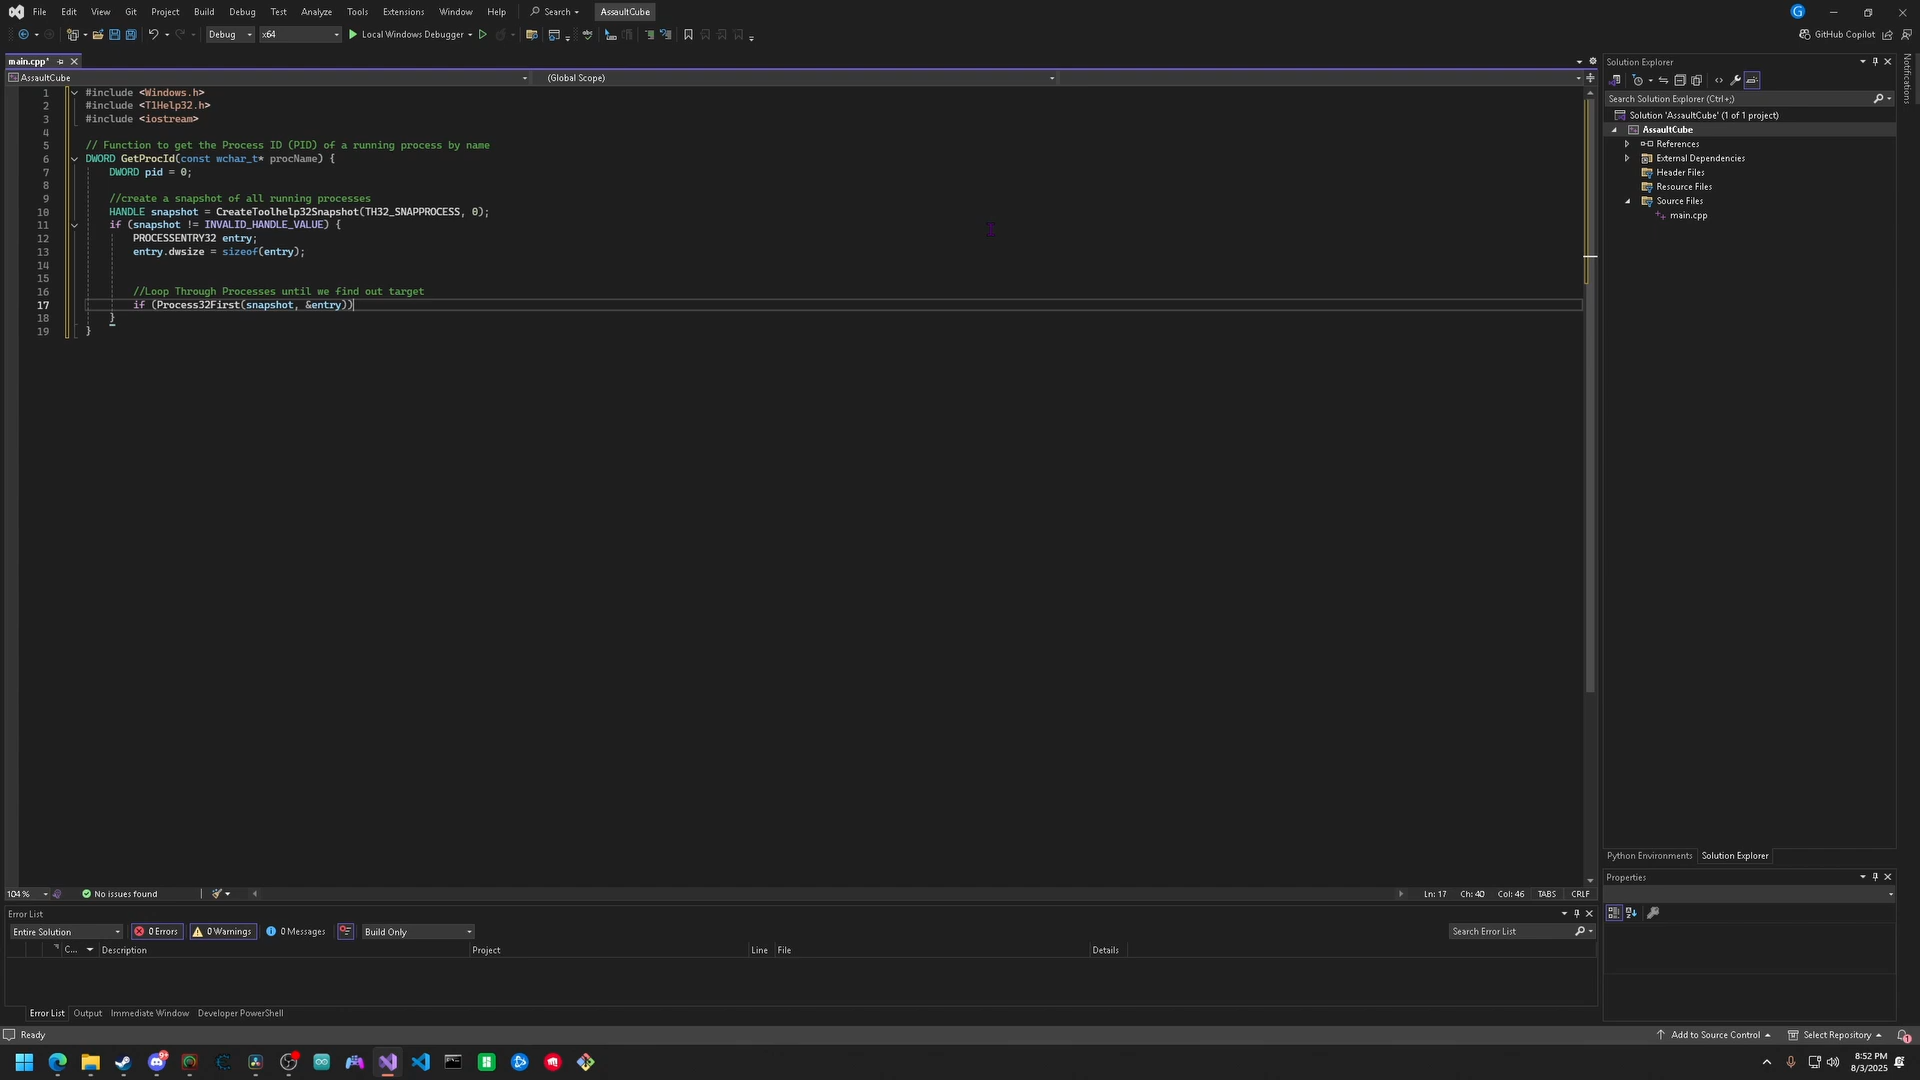 File Edit View Git Project Build Debug Test Analyze Tools Extensions Window Help Search AssaultCube
Debug x64 Local Windows Debugger GitHub Copilot
main.cpp*
AssaultCube (Global Scope)
1 #include <Windows.h>
2 #include <T1Help32.h>
3 #include <iostream>
4
5 // Function to get the Process ID (PID) of a running process by name
6 DWORD GetProcId(const wchar_t* procName) {
7 DWORD pid = 0;
8
9 //create a snapshot of all running processes
10 HANDLE snapshot = CreateToolhelp32Snapshot(TH32_SNAPPROCESS, 0);
11 if (snapshot != INVALID_HANDLE_VALUE) {
12 PROCESSENTRY32 entry;
13 entry.dwsize = sizeof(entry);
14
15
16 //Loop Through Processes until we find out target
17 if (Process32First(snapshot, &entry))
18 }
19 }
104 % No issues found Ln: 17 Ch: 40 Col: 46 TABS CRLF
Error List
Entire Solution 0 Errors 0 Warnings 0 Messages Build Only Search Error List
C... Description Project Line File Details
Error List Output Immediate Window Developer PowerShell
Solution Explorer
Search Solution Explorer (Ctrl+;)
Solution 'AssaultCube' (1 of 1 project)
AssaultCube
References
External Dependencies
Header Files
Resource Files
Source Files
main.cpp
Python Environments Solution Explorer
Properties
Notifications
Ready Add to Source Control Select Repository 1
8:52 PM
8/3/2025